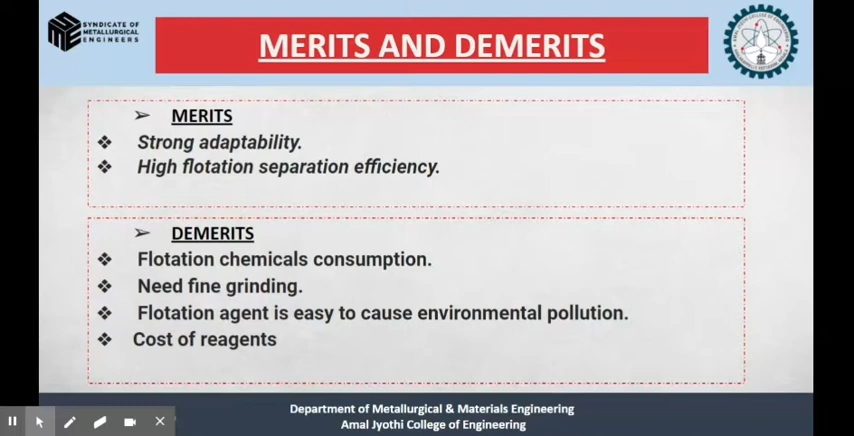 SYNDICATE OF
METALLURGICAL
ENGINEERS
MERITS AND DEMERITS
➢ MERITS
❖ Strong adaptability.
❖ High flotation separation efficiency.
➢ DEMERITS
❖ Flotation chemicals consumption.
❖ Need fine grinding.
❖ Flotation agent is easy to cause environmental pollution.
❖ Cost of reagents
Department of Metallurgical & Materials Engineering
Amal Jyothi College of Engineering